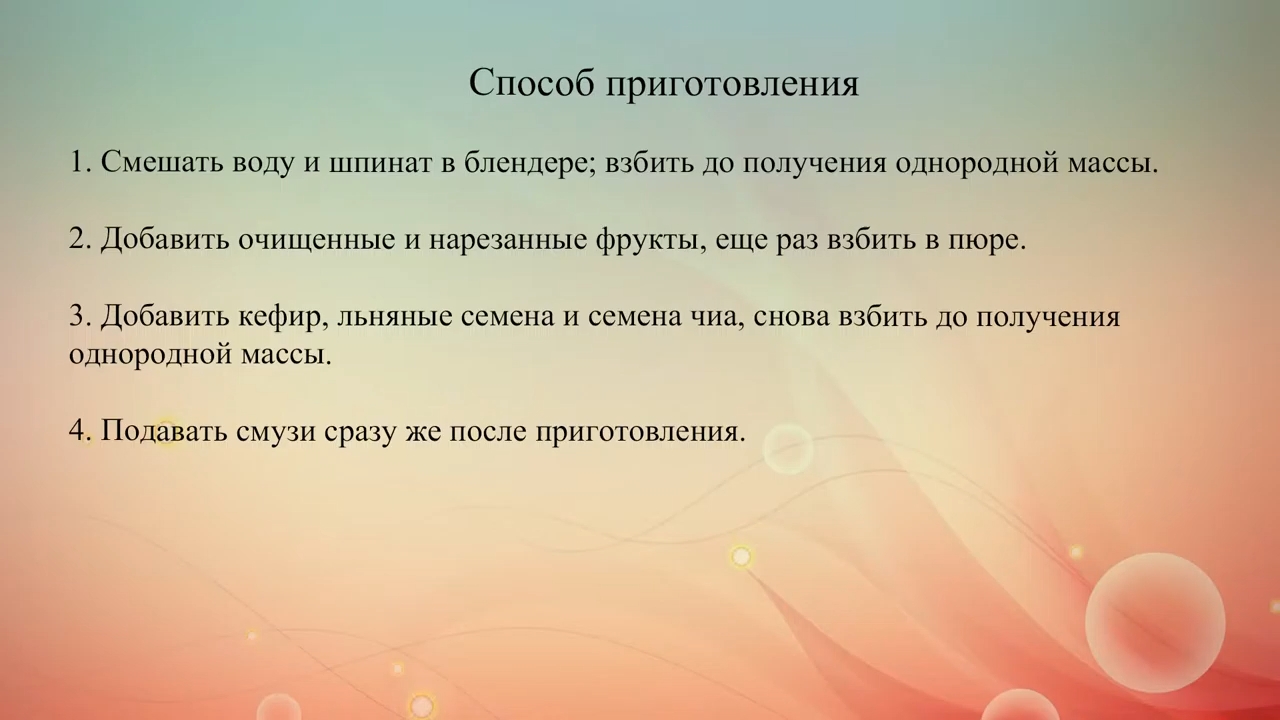 Способ приготовления
1. Смешать воду и шпинат в блендере; взбить до получения однородной массы.
2. Добавить очищенные и нарезанные фрукты, еще раз взбить в пюре.
3. Добавить кефир, льняные семена и семена чиа, снова взбить до получения
однородной массы.
4. Подавать смузи сразу же после приготовления.